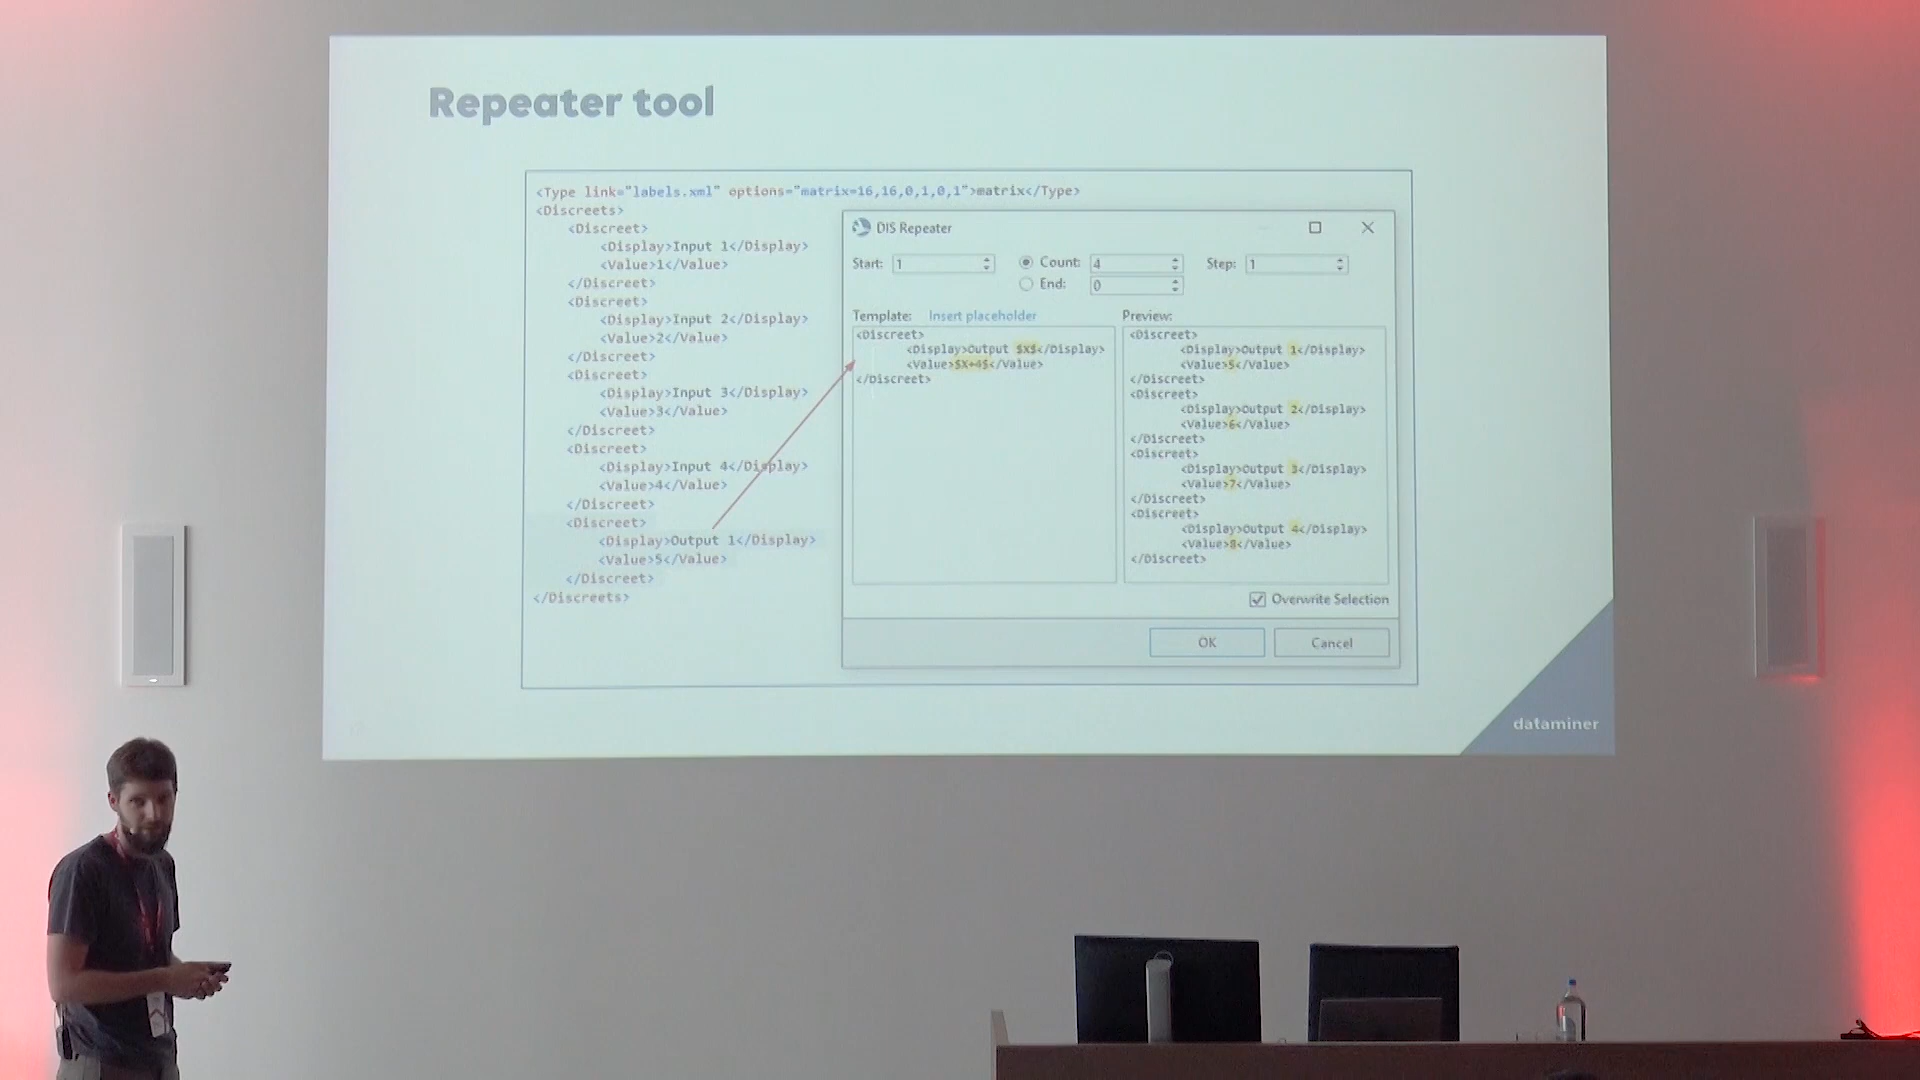 Repeater tool
<Type link="labels.xml" options="matrix=16,16,0,1,0,1">matrix</Type>
<Discreets>
<Discreet>
<Display>Input 1</Display>
<Value>1</Value>
</Discreet>
<Discreet>
<Display>Input 2</Display>
<Value>2</Value>
</Discreet>
<Discreet>
<Display>Input 3</Display>
<Value>3</Value>
</Discreet>
<Discreet>
<Display>Input 4</Display>
<Value>4</Value>
</Discreet>
<Discreet>
<Display>Output 1</Display>
<Value>5</Value>
</Discreet>
</Discreets>
DIS Repeater
Start: 1 Count: 4 Step: 1
End: 0
Template: Insert placeholder
<Discreet>
<Display>Output $X$</Display>
<Value>$X+4$</Value>
</Discreet>
Preview:
<Discreet>
<Display>Output 1</Display>
<Value>5</Value>
</Discreet>
<Discreet>
<Display>Output 2</Display>
<Value>6</Value>
</Discreet>
<Discreet>
<Display>Output 3</Display>
<Value>7</Value>
</Discreet>
<Discreet>
<Display>Output 4</Display>
<Value>8</Value>
</Discreet>
Overwrite Selection
OK Cancel
dataminer